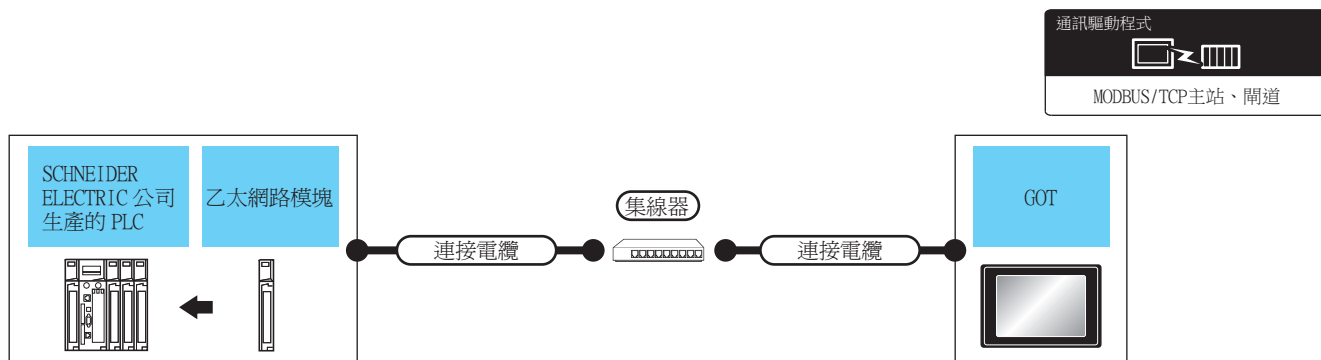 通訊驅動程式
MODBUS/TCP主站、閘道
SCHNEIDER
ELECTRIC 公司
生產的 PLC
乙太網路模塊
連接電纜
集線器
連接電纜
GOT